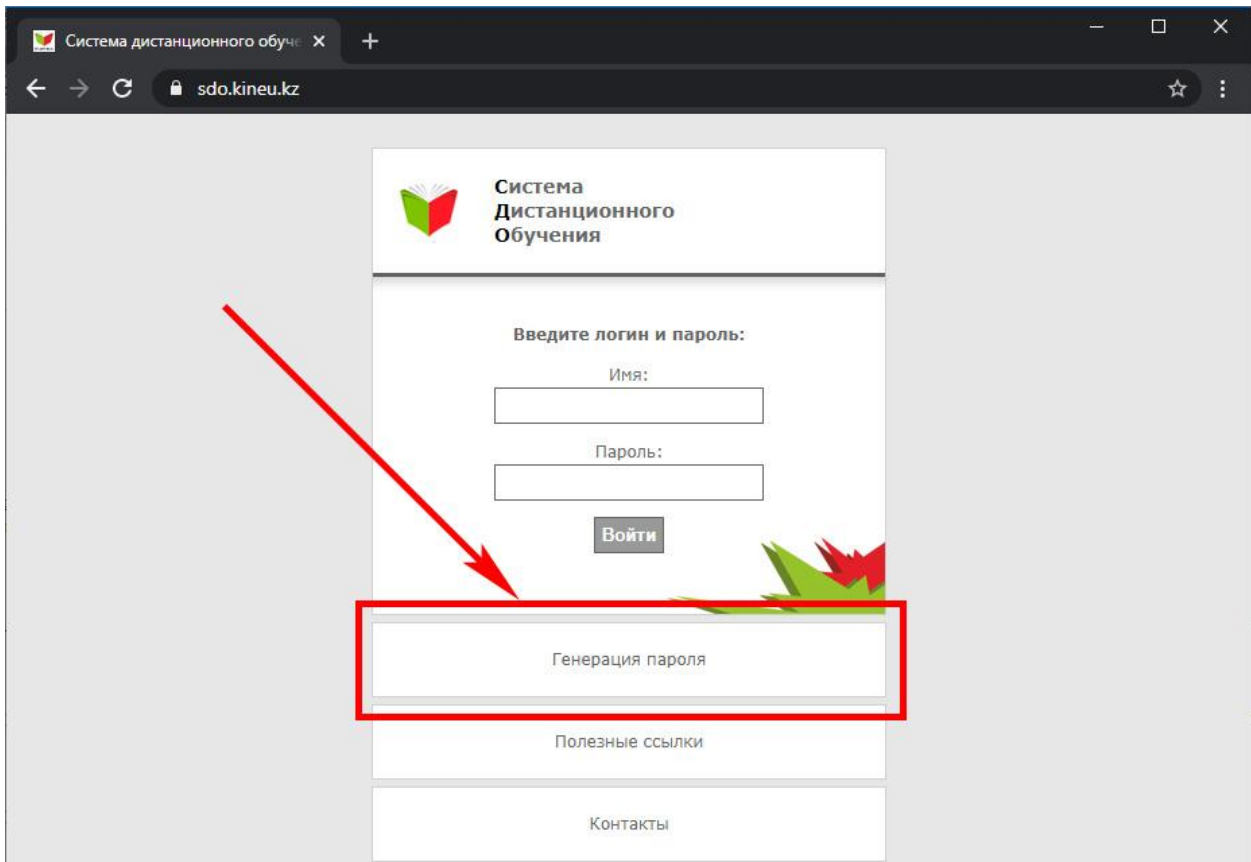 Система дистанционного обуче
sdo.kineu.kz
Система
Дистанционного
Обучения
Введите логин и пароль:
Имя:
Пароль:
Войти
Генерация пароля
Полезные ссылки
Контакты